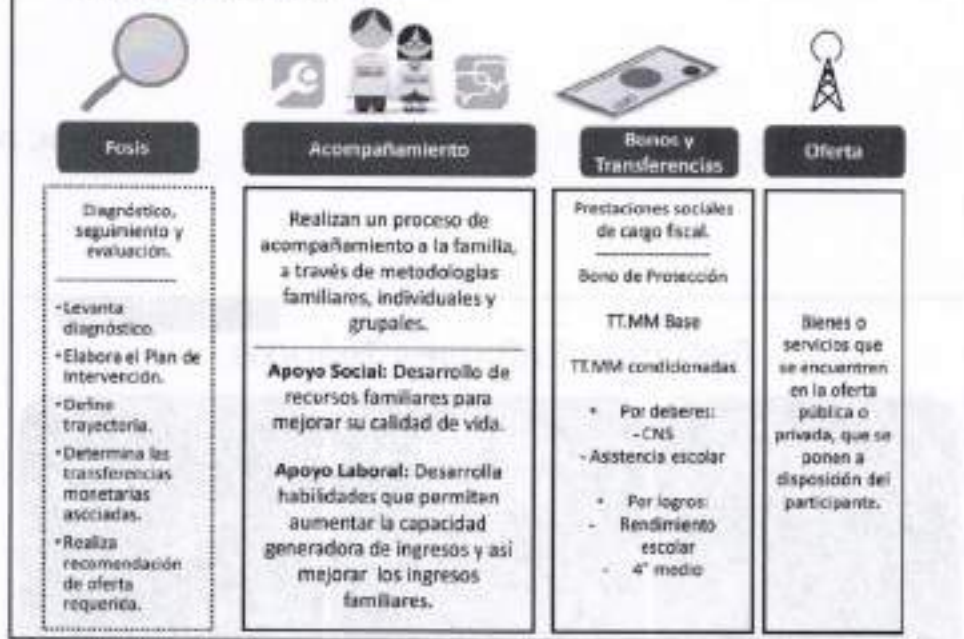 Fosis
Diagnóstico,
seguimiento y
evaluación.
•Levanta
diagnóstico.
•Elabora el Plan de
Intervención.
•Define
trayectoria.
•Determina las
transferencias
monetarias
asociadas.
•Realiza
recomendación
de oferta
requerida.
Acompañamiento
Realizan un proceso de
acompañamiento a la familia,
a través de metodologías
familiares, individuales y
grupales.
Apoyo Social: Desarrollo de
recursos familiares para
mejorar su calidad de vida.
Apoyo Laboral: Desarrolla
habilidades que permitan
aumentar la capacidad
generadora de ingresos y así
mejorar los ingresos
familiares.
Bonos y
Transferencias
Prestaciones sociales
de cargo fiscal.
Bono de Protección
TT.MM Base
TT.MM condicionadas
• Por deberes:
- CNS
- Asistencia escolar
• Por logros:
- Rendimiento
escolar
- 4° medio
Oferta
Bienes o
servicios que
se encuentren
en la oferta
pública o
privada, que se
ponen a
disposición del
participante.